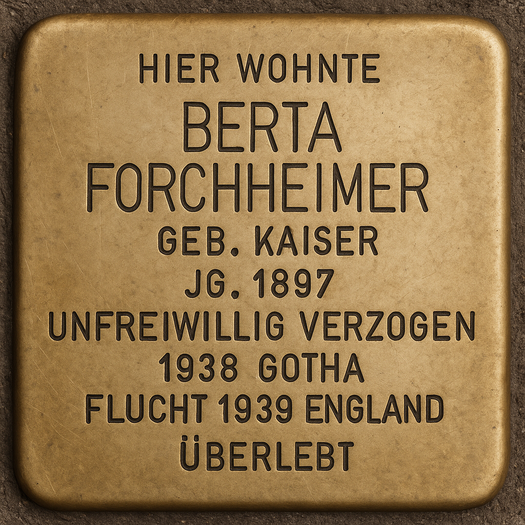 HIER WOHNTE
BERTA
FORCHHEIMER
GEB. KAISER
JG. 1897
UNFREIWILLIG VERZOGEN
1938 GOTHA
FLUCHT 1939 ENGLAND
ÜBERLEBT